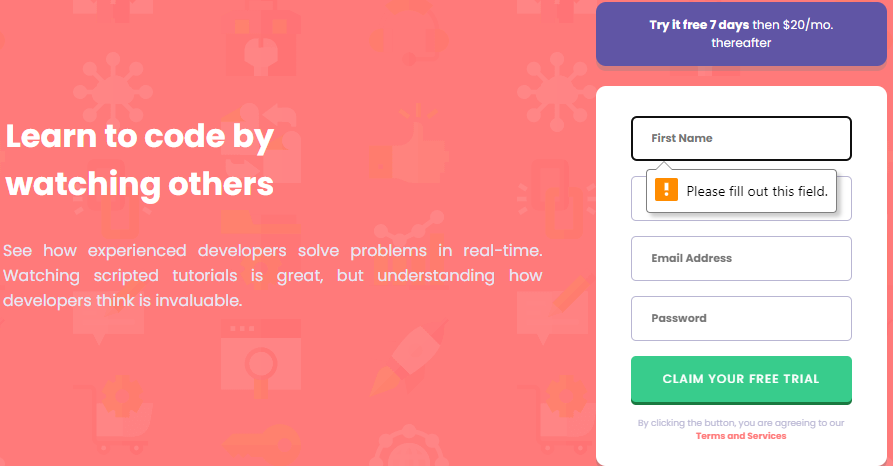 Try it free 7 days then $20/mo.
thereafter
Learn to code by
watching others
See how experienced developers solve problems in real-time.
Watching scripted tutorials is great, but understanding how
developers think is invaluable.
First Name
Please fill out this field.
Email Address
Password
CLAIM YOUR FREE TRIAL
By clicking the button, you are agreeing to our
Terms and Services